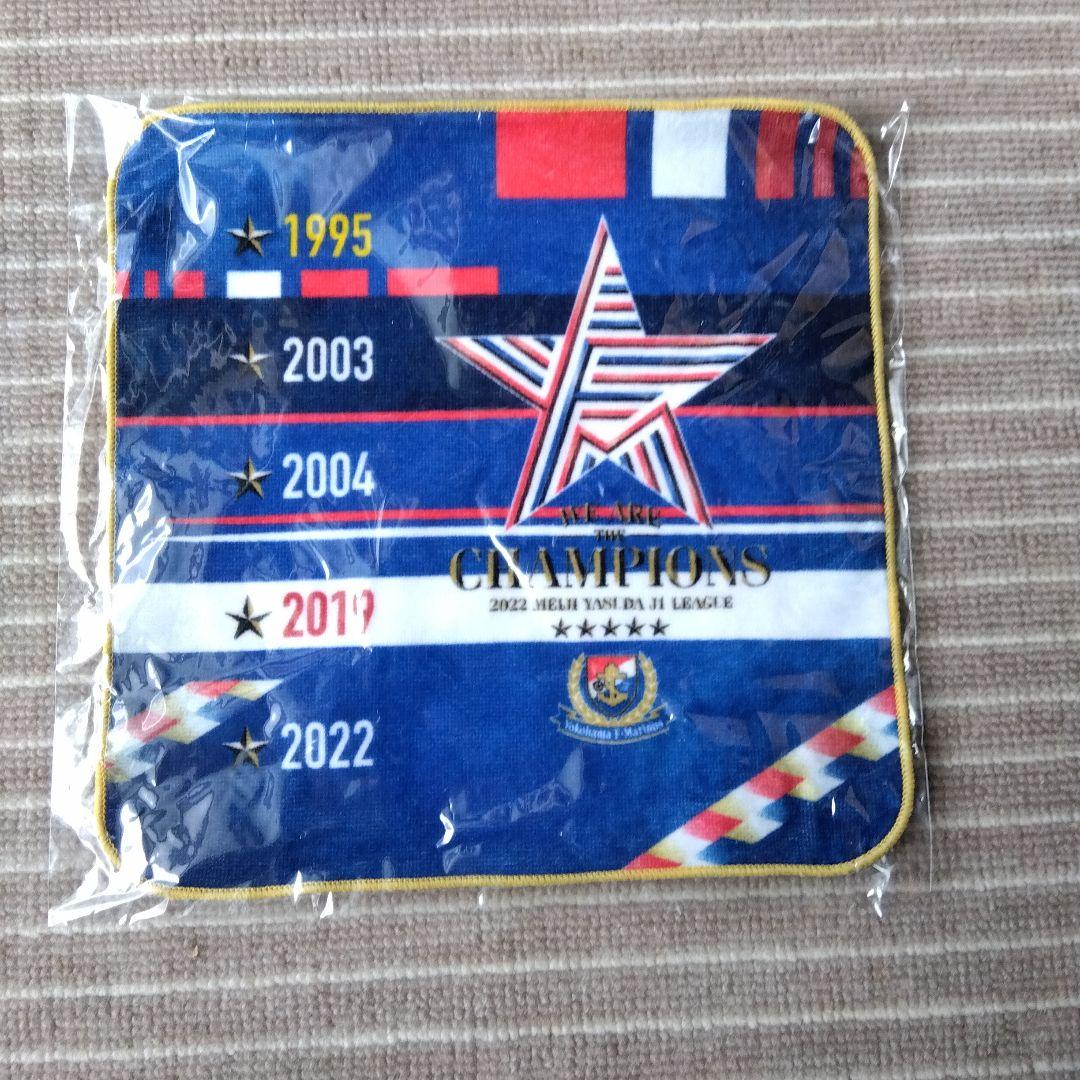 1995
2003
2004
2019
2022
WE ARE
THE
CHAMPIONS
2022 MEIJI YASUDA J1 LEAGUE
Yokohama F·Marinos